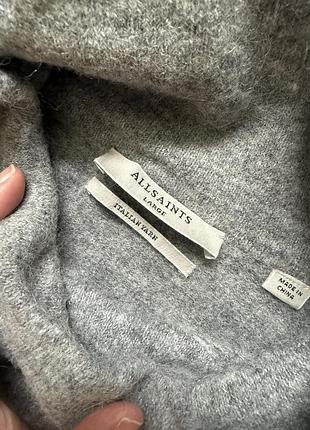 ALLSAINTS
LARGE
ITALIAN YARN
MADE IN
CHINA